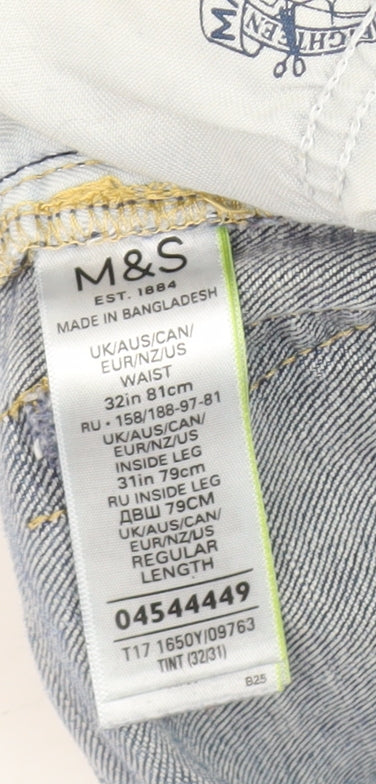 GHTEEN
M&S
EST. 1884
MADE IN BANGLADESH
UK/AUS/CAN/
EUR/NZ/US
WAIST
32in 81cm
RU • 158/188-97-81
UK/AUS/CAN/
EUR/NZ/US
INSIDE LEG
31in 79cm
RU INSIDE LEG
ДВШ 79CM
UK/AUS/CAN/
EUR/NZ/US
REGULAR
LENGTH
04544449
T17 1650Y/09763
TINT (32/31)
B25